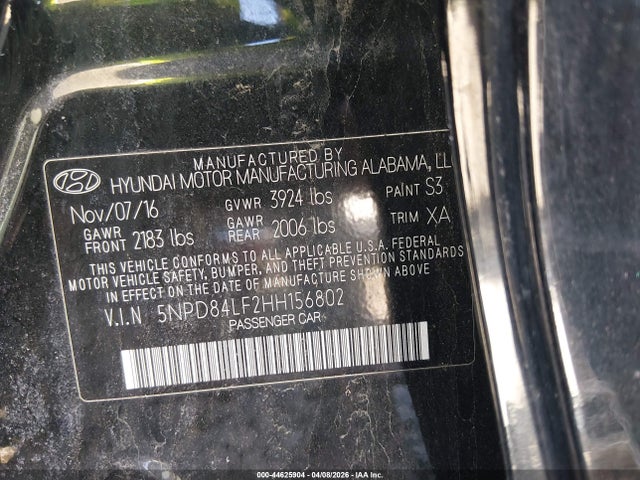 MANUFACTURED BY
HYUNDAI MOTOR MANUFACTURING ALABAMA, LL
Nov/07/16 GVWR 3924 lbs PAINT S3
GAWR FRONT 2183 lbs GAWR REAR 2006 lbs TRIM XA
THIS VEHICLE CONFORMS TO ALL APPLICABLE U.S.A. FEDERAL
MOTOR VEHICLE SAFETY, BUMPER, AND THEFT PREVENTION STANDARDS
IN EFFECT ON THE DATE OF MANUFACTURE SHOWN ABOVE
V.I.N 5NPD84LF2HH156802
PASSENGER CAR
000-44625904 04/08/2026 - IAA Inc.